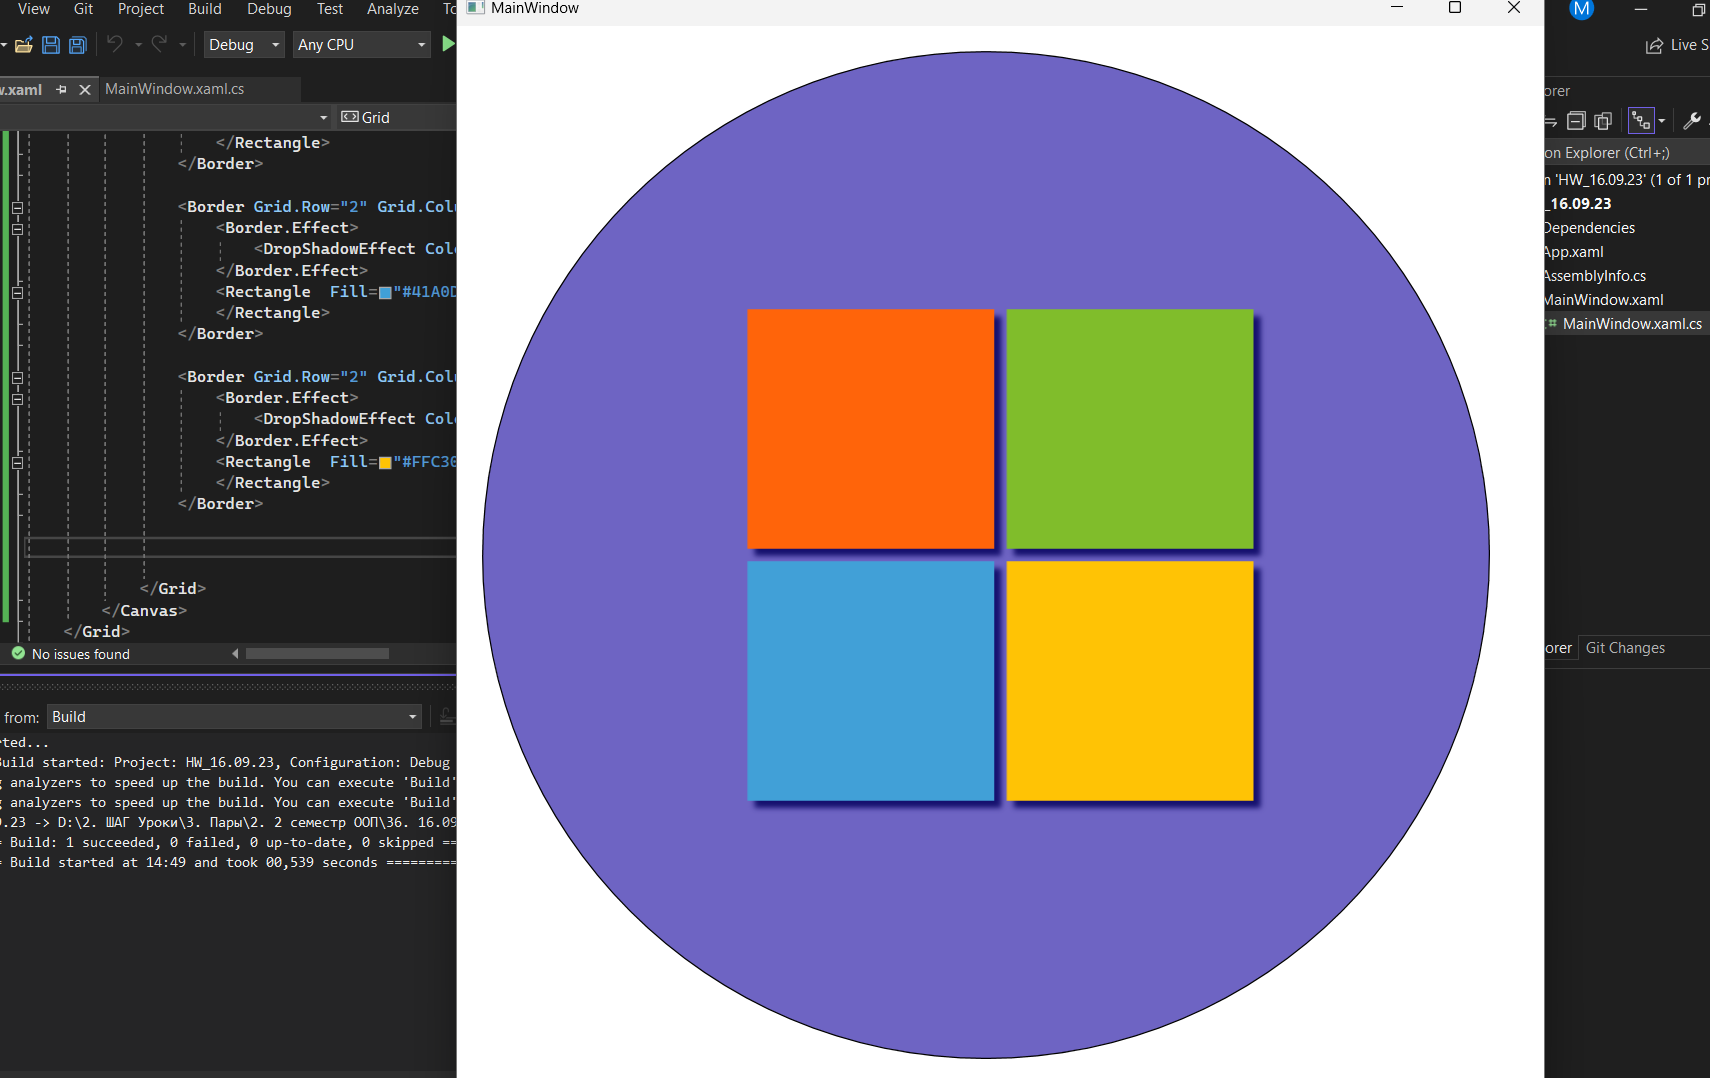 View Git Project Build Debug Test Analyze
MainWindow
M
Debug
Any CPU
Live
w.xaml
MainWindow.xaml.cs
Grid
</Rectangle>
</Border>
<Border Grid.Row="2" Grid.Colu
<Border.Effect>
<DropShadowEffect Colo
</Border.Effect>
<Rectangle  Fill="#41A0D
</Rectangle>
</Border>
<Border Grid.Row="2" Grid.Colu
<Border.Effect>
<DropShadowEffect Colo
</Border.Effect>
<Rectangle  Fill="#FFC30
</Rectangle>
</Border>
</Grid>
</Canvas>
</Grid>
No issues found
from:
Build
rted...
Build started: Project: HW_16.09.23, Configuration: Debug
g analyzers to speed up the build. You can execute 'Build'
g analyzers to speed up the build. You can execute 'Build'
9.23 -> D:\2. ШАГ Уроки\3. Пары\2. 2 семестр ООП\36. 16.09
= Build: 1 succeeded, 0 failed, 0 up-to-date, 0 skipped ==
= Build started at 14:49 and took 00,539 seconds =========
orer
on Explorer (Ctrl+;)
n 'HW_16.09.23' (1 of 1 pr
_16.09.23
Dependencies
App.xaml
AssemblyInfo.cs
MainWindow.xaml
MainWindow.xaml.cs
orer
Git Changes